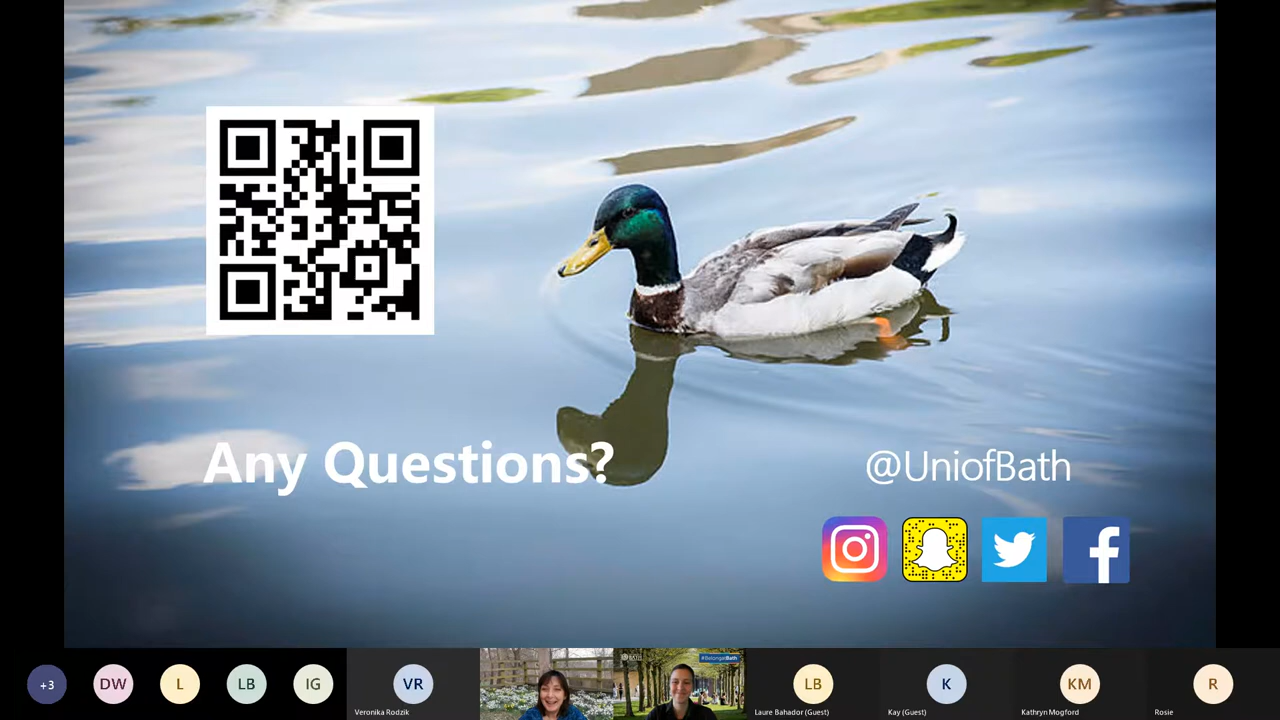 Any Questions?
@UniofBath
+3
DW
L
LB
IG
VR
Veronika Rodzik
#BelongatBath
LB
Laure Bahador (Guest)
K
Kay (Guest)
KM
Kathryn Mogford
R
Rosie